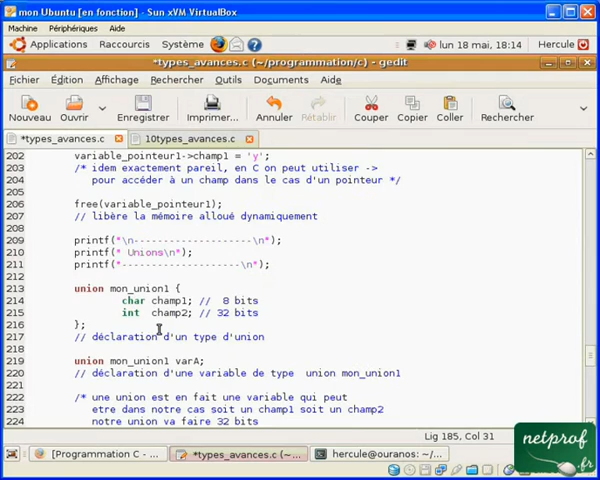 mon Ubuntu [en fonction] - Sun xVM VirtualBox
Machine Périphériques Aide
Applications Raccourcis Système lun 18 mai, 18:14 Hercule
*types_avances.c (~/programmation/c) - gedit
Fichier Édition Affichage Rechercher Outils Documents Aide
Nouveau Ouvrir Enregistrer Imprimer... Annuler Rétablir Couper Copier Coller Rechercher
*types_avances.c 10types_avances.c
202 variable_pointeur1->champ1 = 'y';
203 /* idem exactement pareil, en C on peut utiliser ->
204 pour accéder à un champ dans le cas d'un pointeur */
205
206 free(variable_pointeur1);
207 // libère la mémoire alloué dynamiquement
208
209 printf("\n--------------------\n");
210 printf(" Unions\n");
211 printf("--------------------\n");
212
213 union mon_union1 {
214 char champ1; // 8 bits
215 int champ2; // 32 bits
216 };
217 // déclaration d'un type d'union
218
219 union mon_union1 varA;
220 // déclaration d'une variable de type union mon_union1
221
222 /* une union est en fait une variable qui peut
223 etre dans notre cas soit un champ1 soit un champ2
224 notre union va faire 32 bits
Lig 185, Col 31
[Programmation C - ... *types_avances.c (~... hercule@ouranos: ~/...
netprof
.fr